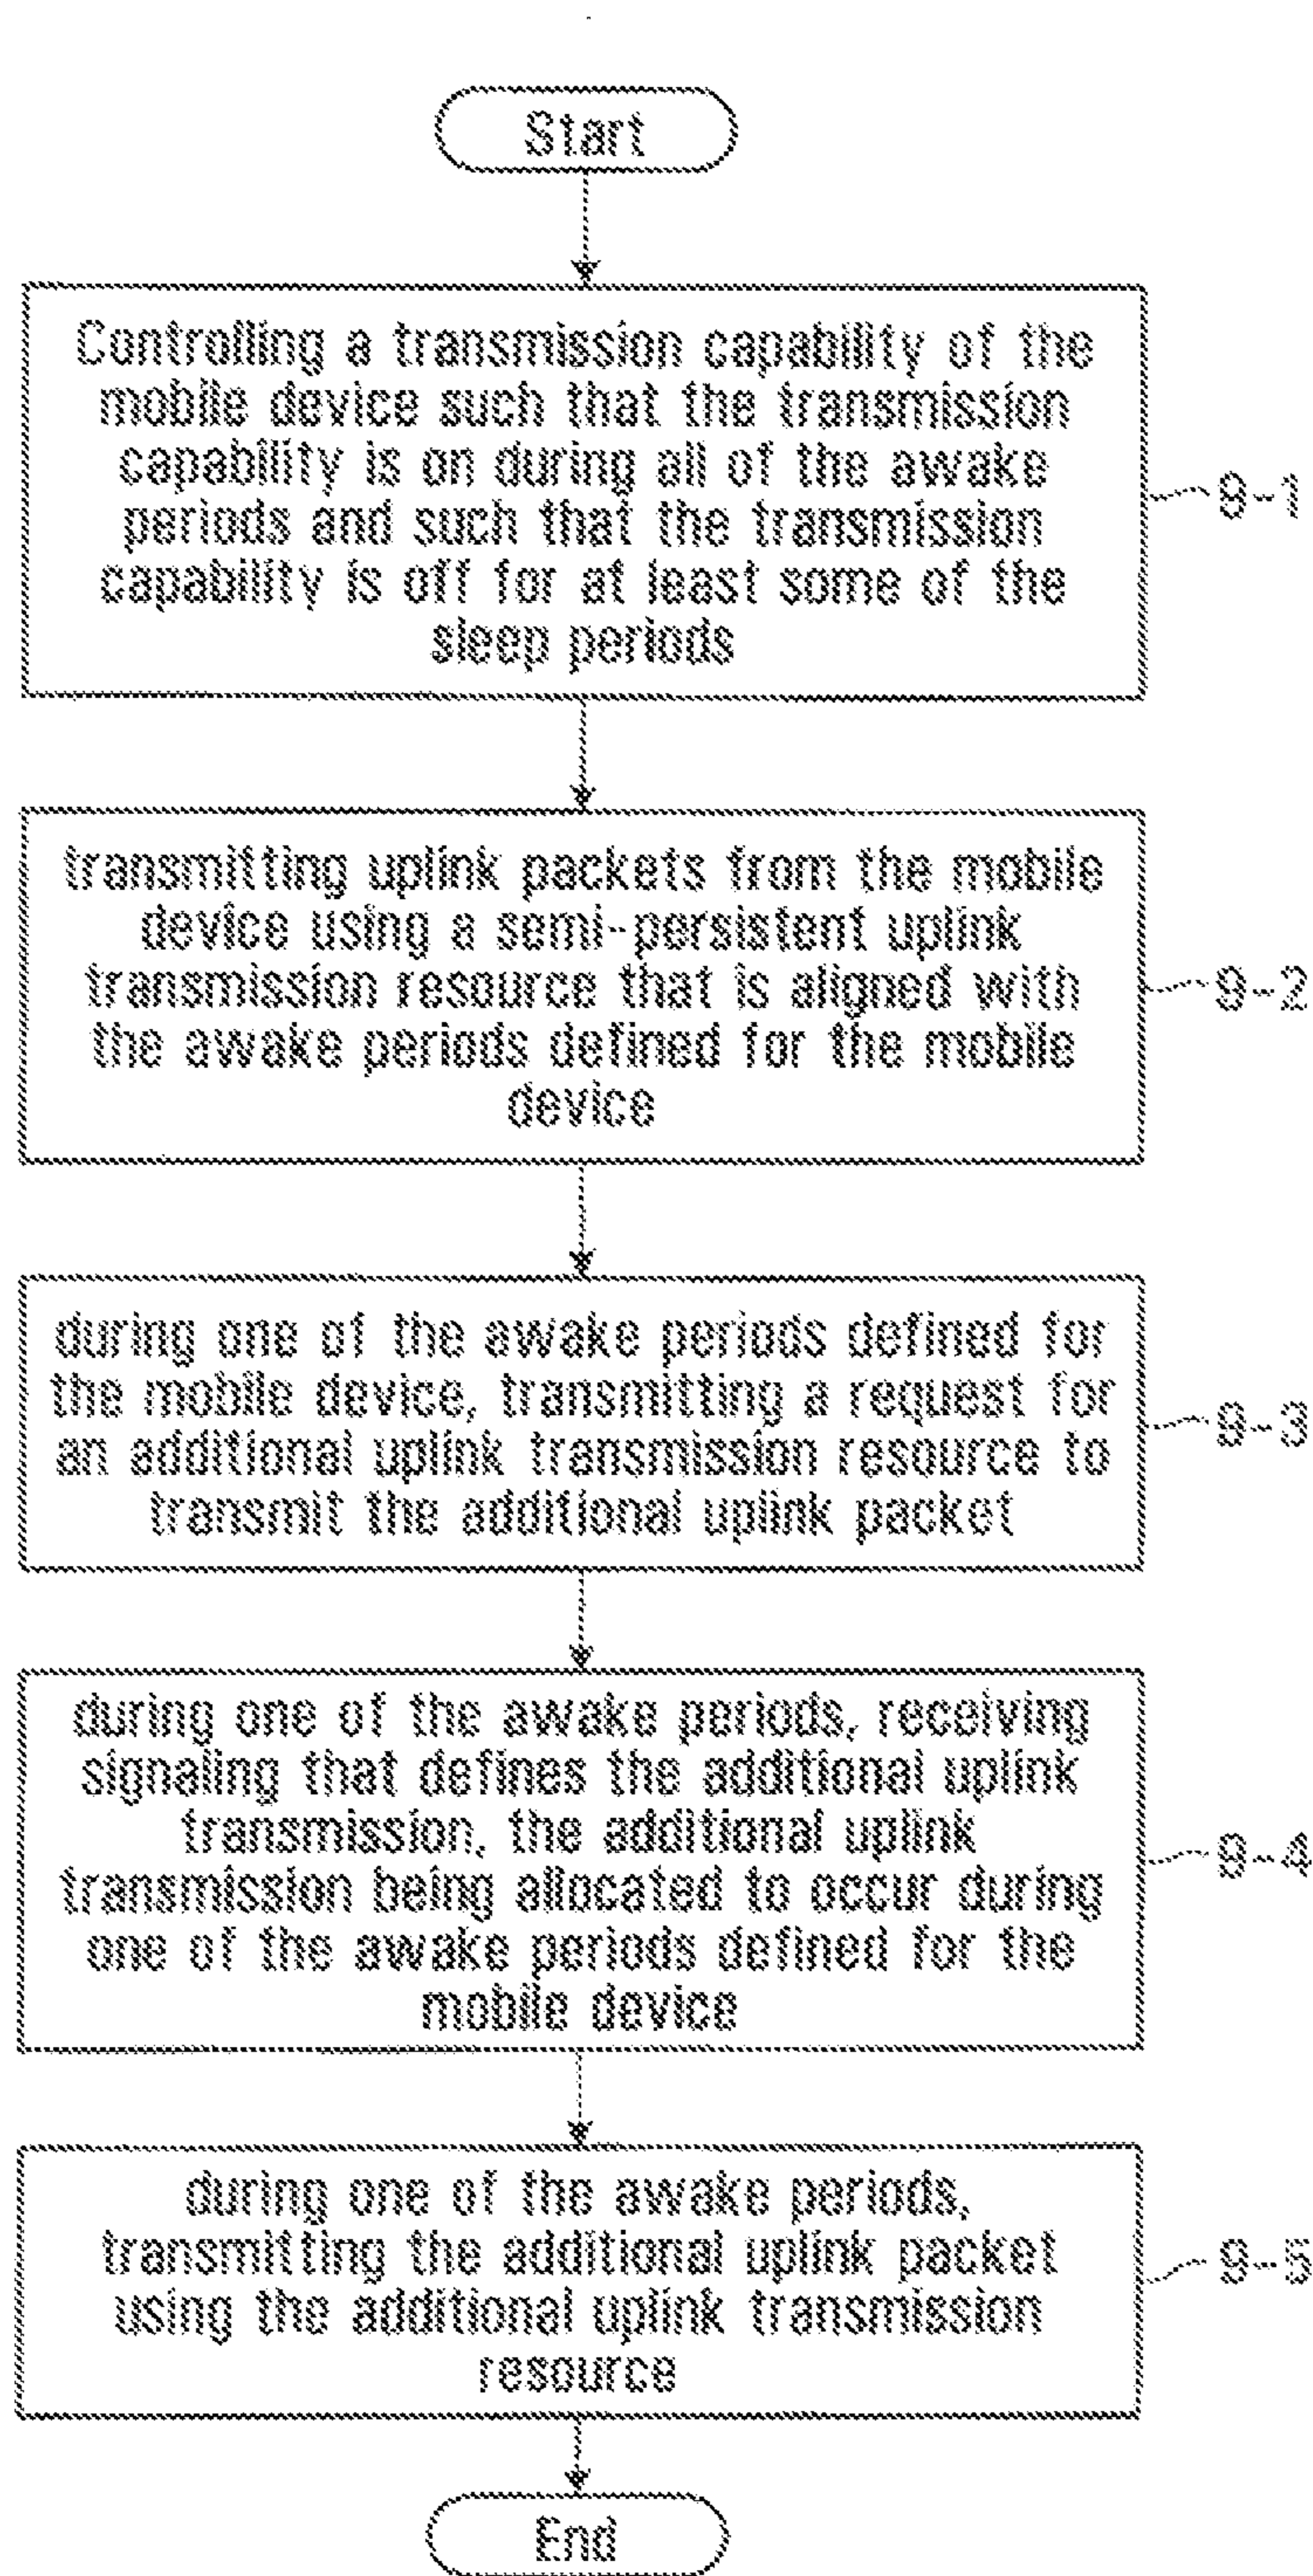 Start
Controlling a transmission capability of the
mobile device such that the transmission
capability is on during all of the awake
periods and such that the transmission
capability is off for at least some of the
sleep periods
9-1
transmitting uplink packets from the mobile
device using a semi-persistent uplink
transmission resource that is aligned with
the awake periods defined for the mobile
device
9-2
during one of the awake periods defined for
the mobile device, transmitting a request for
an additional uplink transmission resource to
transmit the additional uplink packet
9-3
during one of the awake periods, receiving
signaling that defines the additional uplink
transmission, the additional uplink
transmission being allocated to occur during
one of the awake periods defined for the
mobile device
9-4
during one of the awake periods,
transmitting the additional uplink packet
using the additional uplink transmission
resource
9-5
End